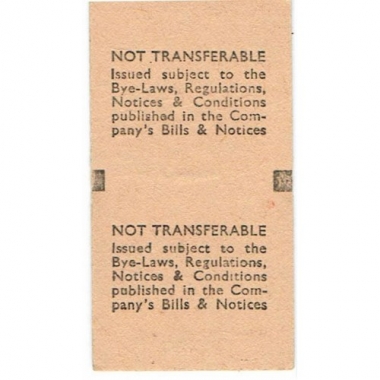 NOT TRANSFERABLE
Issued subject to the
Bye-Laws, Regulations,
Notices & Conditions
published in the Com-
pany's Bills & Notices
NOT TRANSFERABLE
Issued subject to the
Bye-Laws, Regulations,
Notices & Conditions
published in the Com-
pany's Bills & Notices